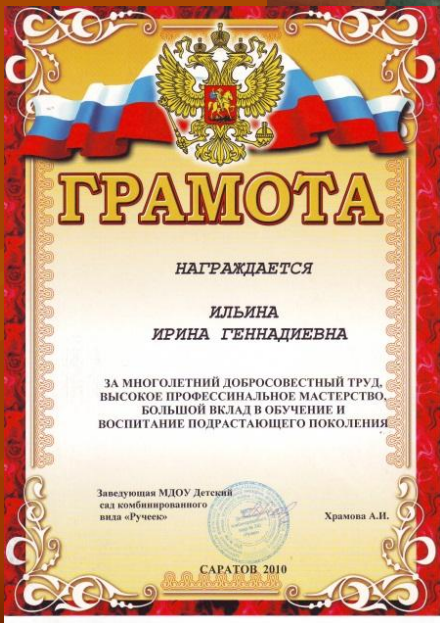 ГРАМОТА
НАГРАЖДАЕТСЯ
ИЛЬИНА
ИРИНА ГЕННАДИЕВНА
ЗА МНОГОЛЕТНИЙ ДОБРОСОВЕСТНЫЙ ТРУД,
ВЫСОКОЕ ПРОФЕССИНАЛЬНОЕ МАСТЕРСТВО,
БОЛЬШОЙ ВКЛАД В ОБУЧЕНИЕ И
ВОСПИТАНИЕ ПОДРАСТАЮЩЕГО ПОКОЛЕНИЯ
Заведующая МДОУ Детский
сад комбинированного
вида «Ручеек» Храмова А.И.
САРАТОВ 2010